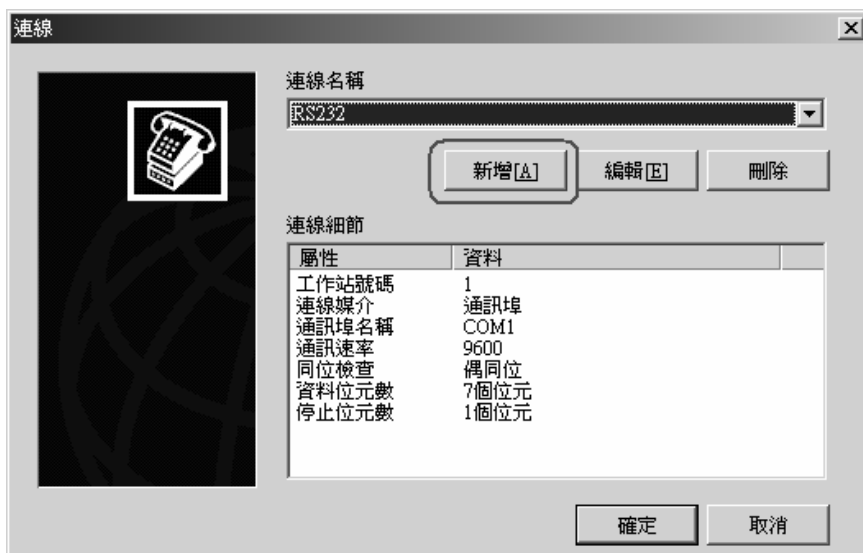 連線
連線名稱
RS232
新增[A] 編輯[E] 刪除
連線細節
屬性 資料
工作站號碼 1
連線媒介 通訊埠
通訊埠名稱 COM1
通訊速率 9600
同位檢查 偶同位
資料位元數 7個位元
停止位元數 1個位元
確定 取消